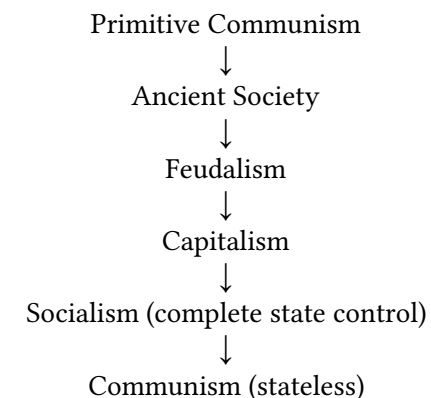 Primitive Communism
↓
Ancient Society
↓
Feudalism
↓
Capitalism
↓
Socialism (complete state control)
↓
Communism (stateless)